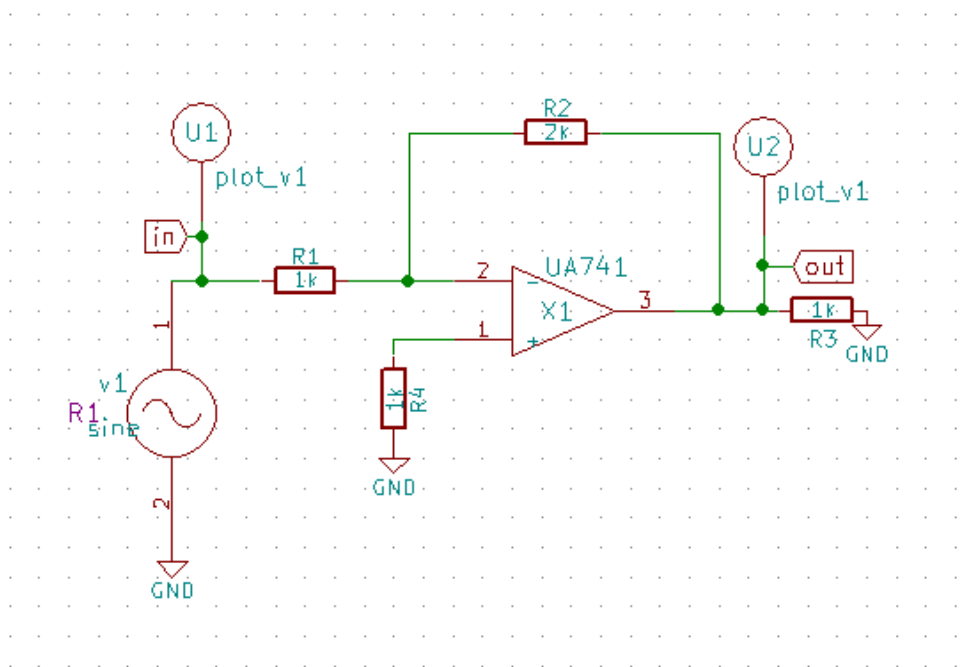 R2
2k
U1
U2
plot_v1
plot_v1
in
R1
1k
2
UA741
out
-
X1
3
1k
1
1
+
R3
GND
v1
1k
R4
R1
sine
GND
2
GND